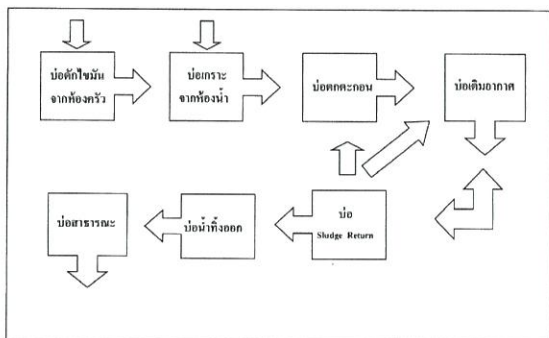 บ่อดักไขมัน
จากห้องครัว
บ่อเกราะ
จากห้องน้ำ
บ่อตกตะกอน
บ่อเติมอากาศ
บ่อสาธารณะ
บ่อน้ำทิ้งออก
บ่อ
Sludge Return